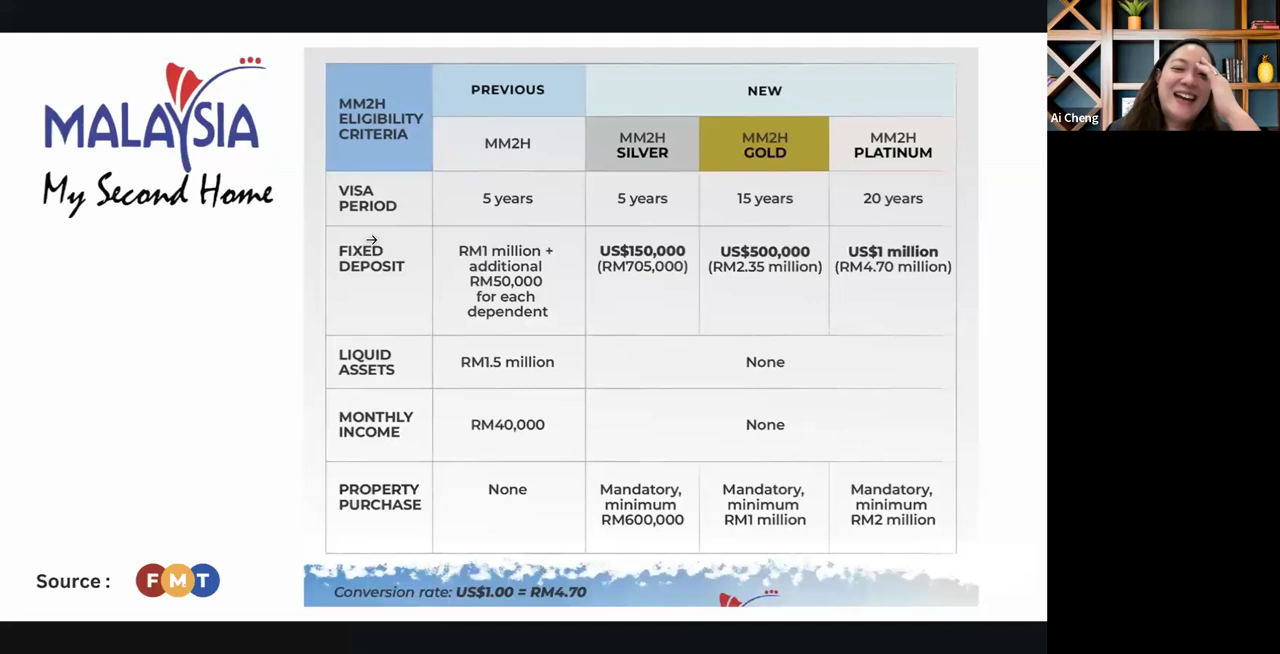 MALAYSIA
My Second Home
MM2H
ELIGIBILITY
CRITERIA
PREVIOUS
NEW
MM2H
MM2H
SILVER
MM2H
GOLD
MM2H
PLATINUM
VISA
PERIOD
5 years
5 years
15 years
20 years
FIXED
DEPOSIT
RM1 million +
additional
RM50,000
for each
dependent
US$150,000
(RM705,000)
US$500,000
(RM2.35 million)
US$1 million
(RM4.70 million)
LIQUID
ASSETS
RM1.5 million
None
MONTHLY
INCOME
RM40,000
None
PROPERTY
PURCHASE
None
Mandatory,
minimum
RM600,000
Mandatory,
minimum
RM1 million
Mandatory,
minimum
RM2 million
Source : FMT
Conversion rate: US$1.00 = RM4.70
Ai Cheng